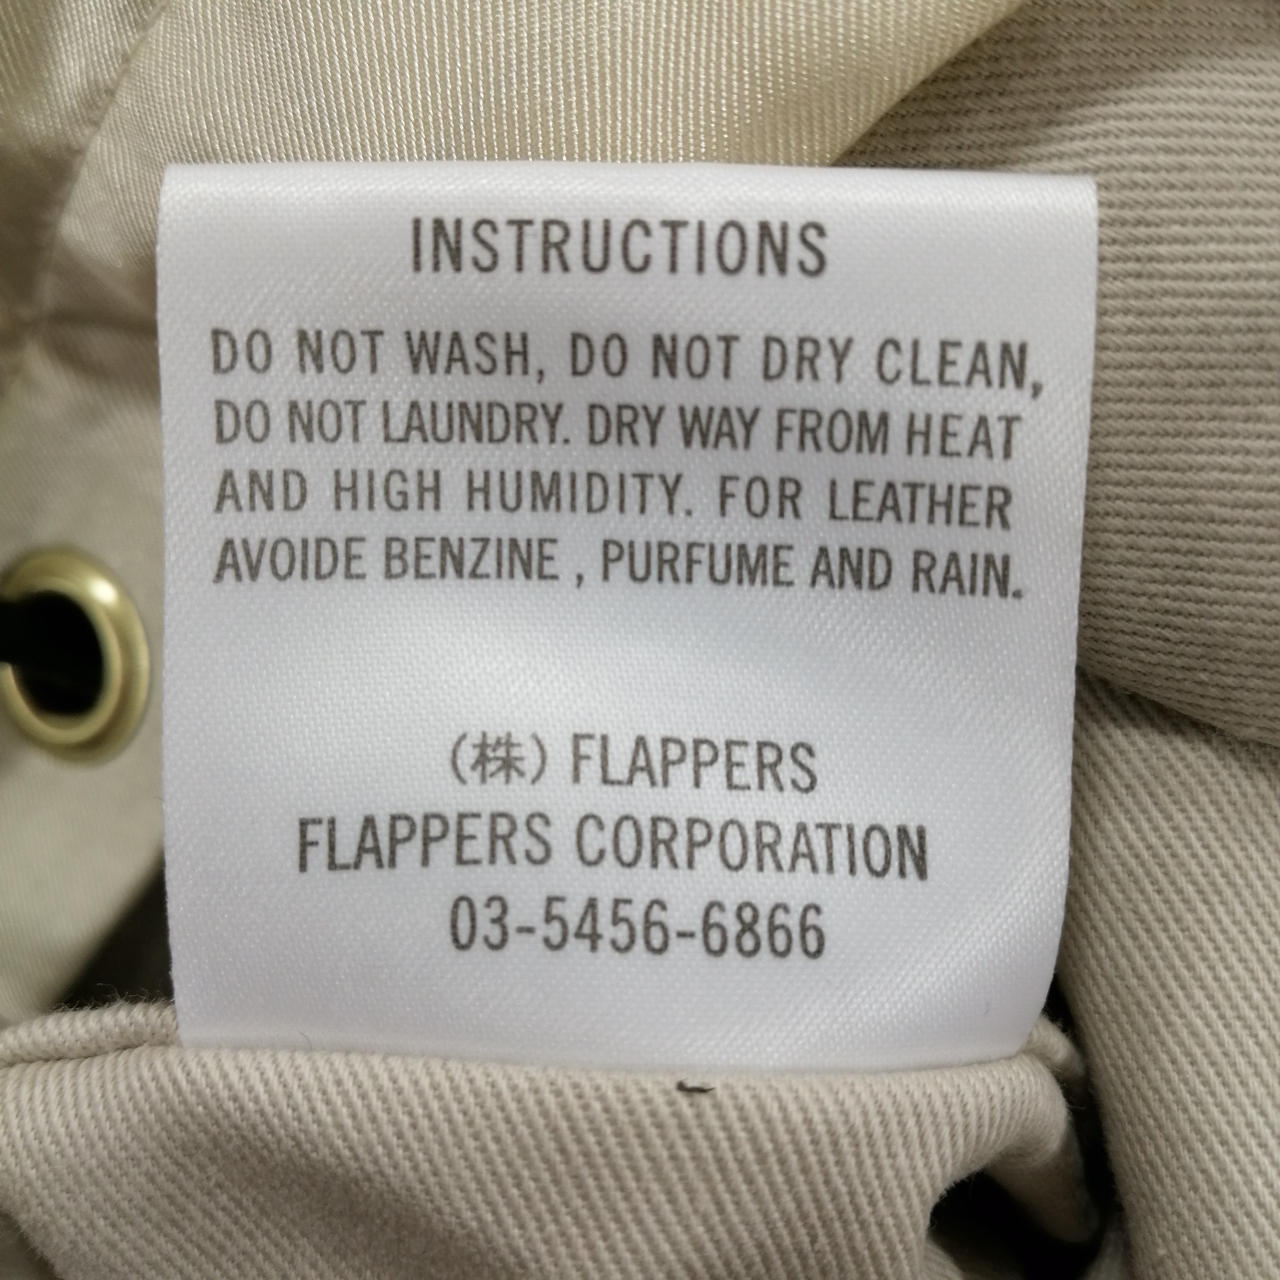 INSTRUCTIONS
DO NOT WASH, DO NOT DRY CLEAN,
DO NOT LAUNDRY. DRY WAY FROM HEAT
AND HIGH HUMIDITY. FOR LEATHER
AVOIDE BENZINE , PURFUME AND RAIN.
(株) FLAPPERS
FLAPPERS CORPORATION
03-5456-6866